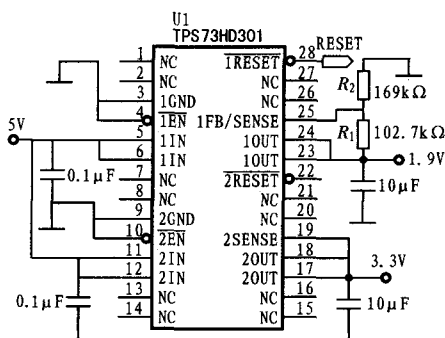 U1
TPS73HD301
1 NC 1RESET 28 RESET
2 NC NC 27
3 1GND NC 26 R2 169kΩ
4 1EN 1FB/SENSE 25
5V 5 1IN 1OUT 24 R1 102.7kΩ
6 1IN 1OUT 23 1.9V
0.1μF 7 NC 2RESET 22 10μF
8 NC NC 21
9 2GND NC 20
10 2EN 2SENSE 19
11 2IN 2OUT 18
12 2IN 2OUT 17 3.3V
0.1μF 13 NC NC 16 10μF
14 NC NC 15